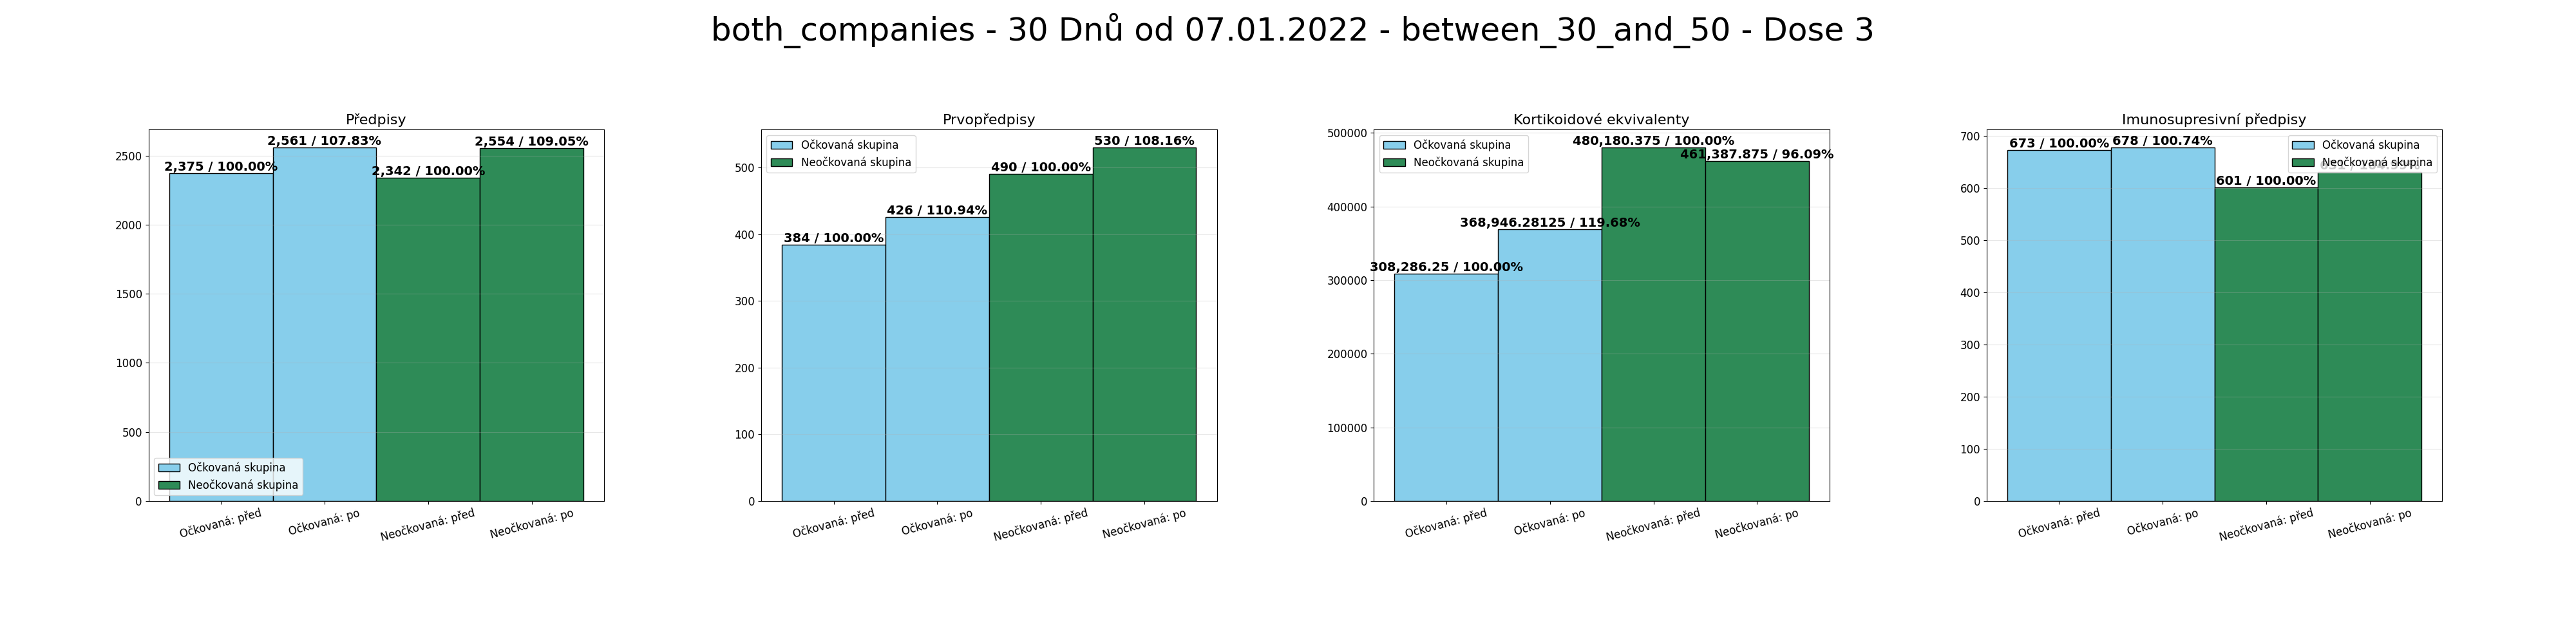 both_companies - 30 Dnů od 07.01.2022 - between_30_and_50 - Dose 3
Předpisy
2,375 / 100.00%
2,561 / 107.83%
2,342 / 100.00%
2,554 / 109.05%
2500
2000
1500
1000
500
0
Očkovaná skupina
Neočkovaná skupina
Očkovaná: před
Očkovaná: po
Neočkovaná: před
Neočkovaná: po
Prvopředpisy
384 / 100.00%
426 / 110.94%
490 / 100.00%
530 / 108.16%
Očkovaná skupina
Neočkovaná skupina
500
400
300
200
100
0
Očkovaná: před
Očkovaná: po
Neočkovaná: před
Neočkovaná: po
Kortikoidové ekvivalenty
308,286.25 / 100.00%
368,946.28125 / 119.68%
480,180.375 / 100.00%
461,387.875 / 96.09%
Očkovaná skupina
Neočkovaná skupina
500000
400000
300000
200000
100000
0
Očkovaná: před
Očkovaná: po
Neočkovaná: před
Neočkovaná: po
Imunosupresivní předpisy
673 / 100.00%
678 / 100.74%
601 / 100.00%
Očkovaná skupina
Neočkovaná skupina
700
600
500
400
300
200
100
0
Očkovaná: před
Očkovaná: po
Neočkovaná: před
Neočkovaná: po